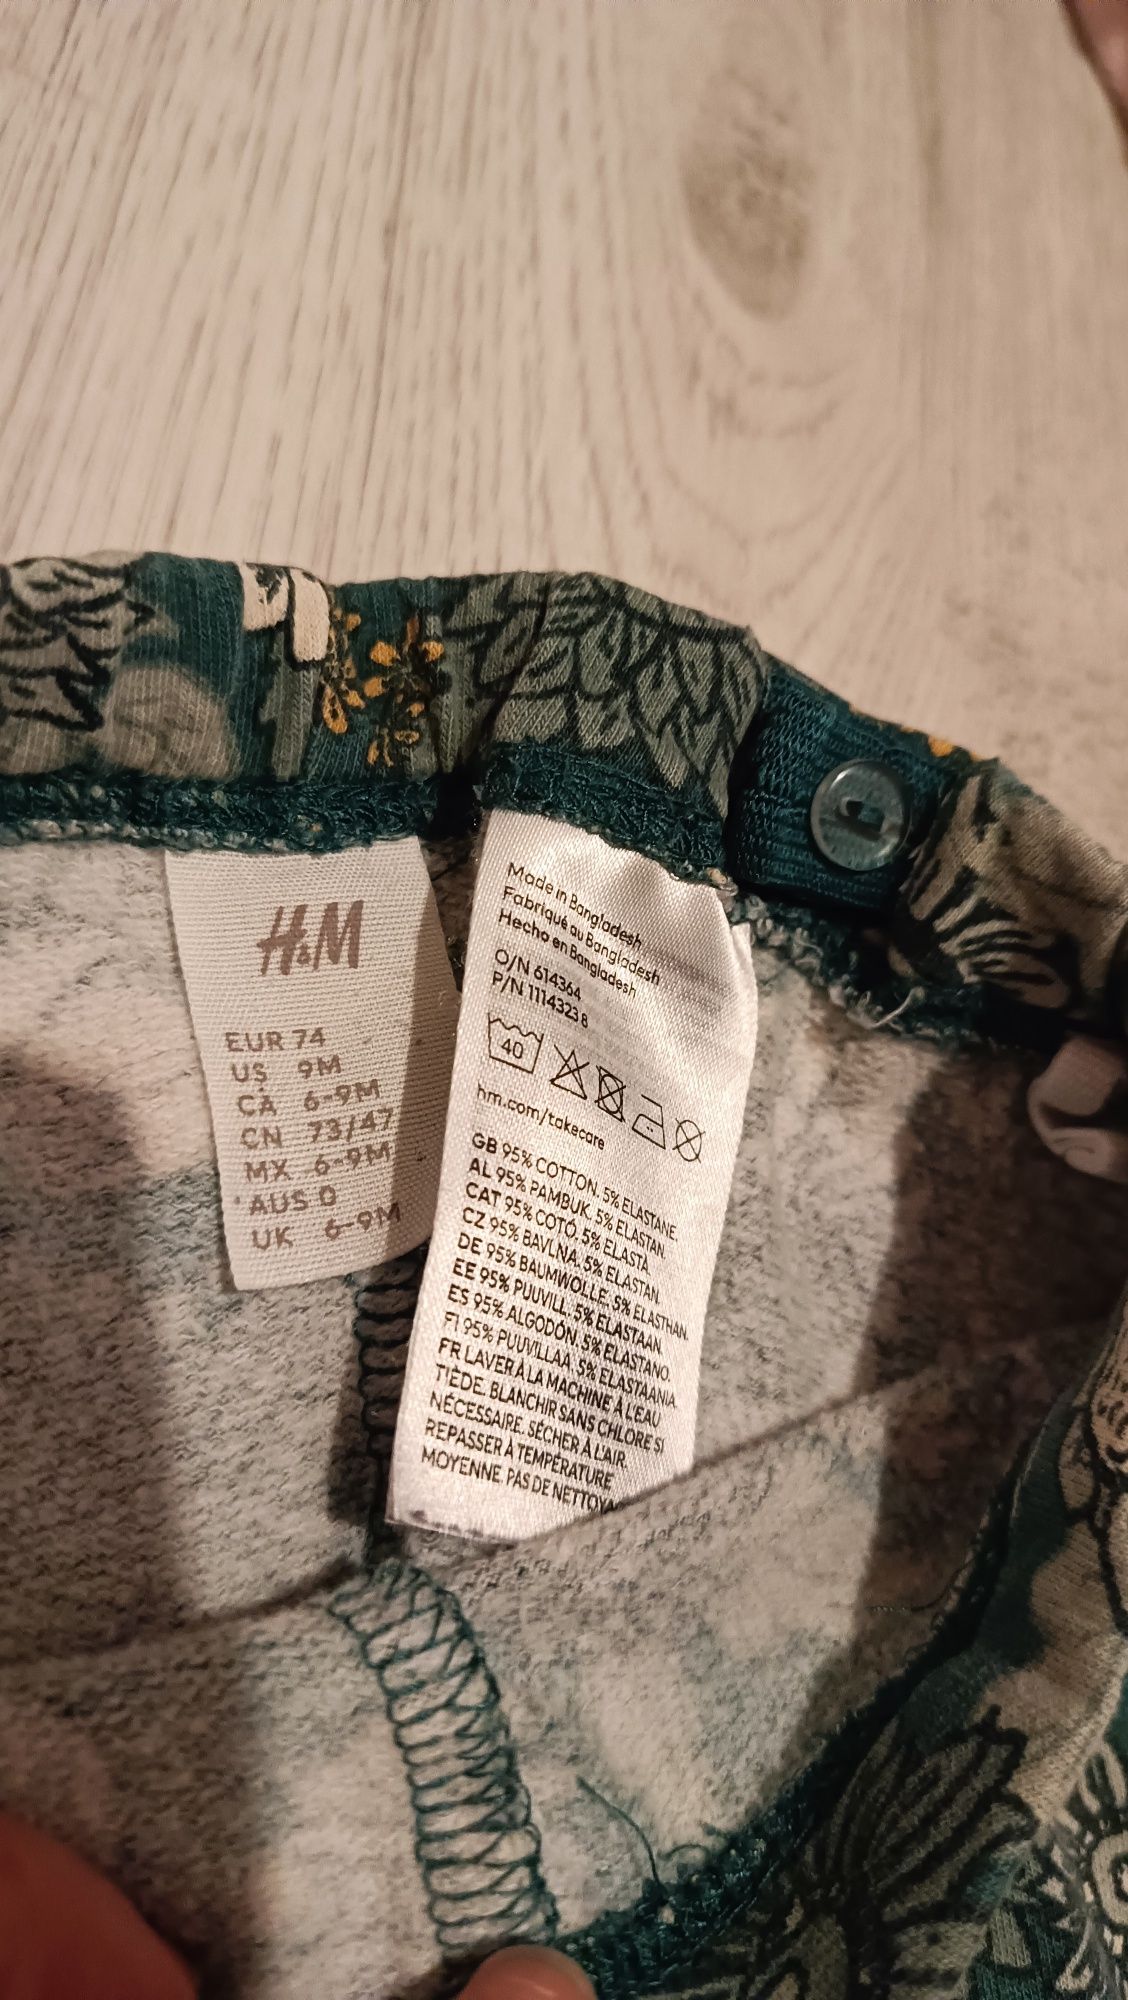 H&M
EUR 74
US 9M
CA 6-9M
CN 73/47
MX 6-9M
AUS 0
UK 6-9M
Made in Bangladesh
Fabriqué au Bangladesh
Hecho en Bangladesh
O/N 614364
P/N 1114323 8
40
hm.com/takecare
GB 95% COTTON. 5% ELASTANE
AL 95% PAMBUK. 5% ELASTAN
CAT 95% COTÓ. 5% ELASTÀ
CZ 95% BAVLNA. 5% ELASTAN.
DE 95% BAUMWOLLE. 5% ELASTHAN.
EE 95% PUUVILL. 5% ELASTAAN.
ES 95% ALGODÓN. 5% ELASTANO.
FI 95% PUUVILLAA. 5% ELASTAANIA.
FR LAVER À LA MACHINE À L'EAU
TIÈDE. BLANCHIR SANS CHLORE SI
NÉCESSAIRE. SÉCHER À L'AIR.
REPASSER À TEMPÉRATURE
MOYENNE. PAS DE